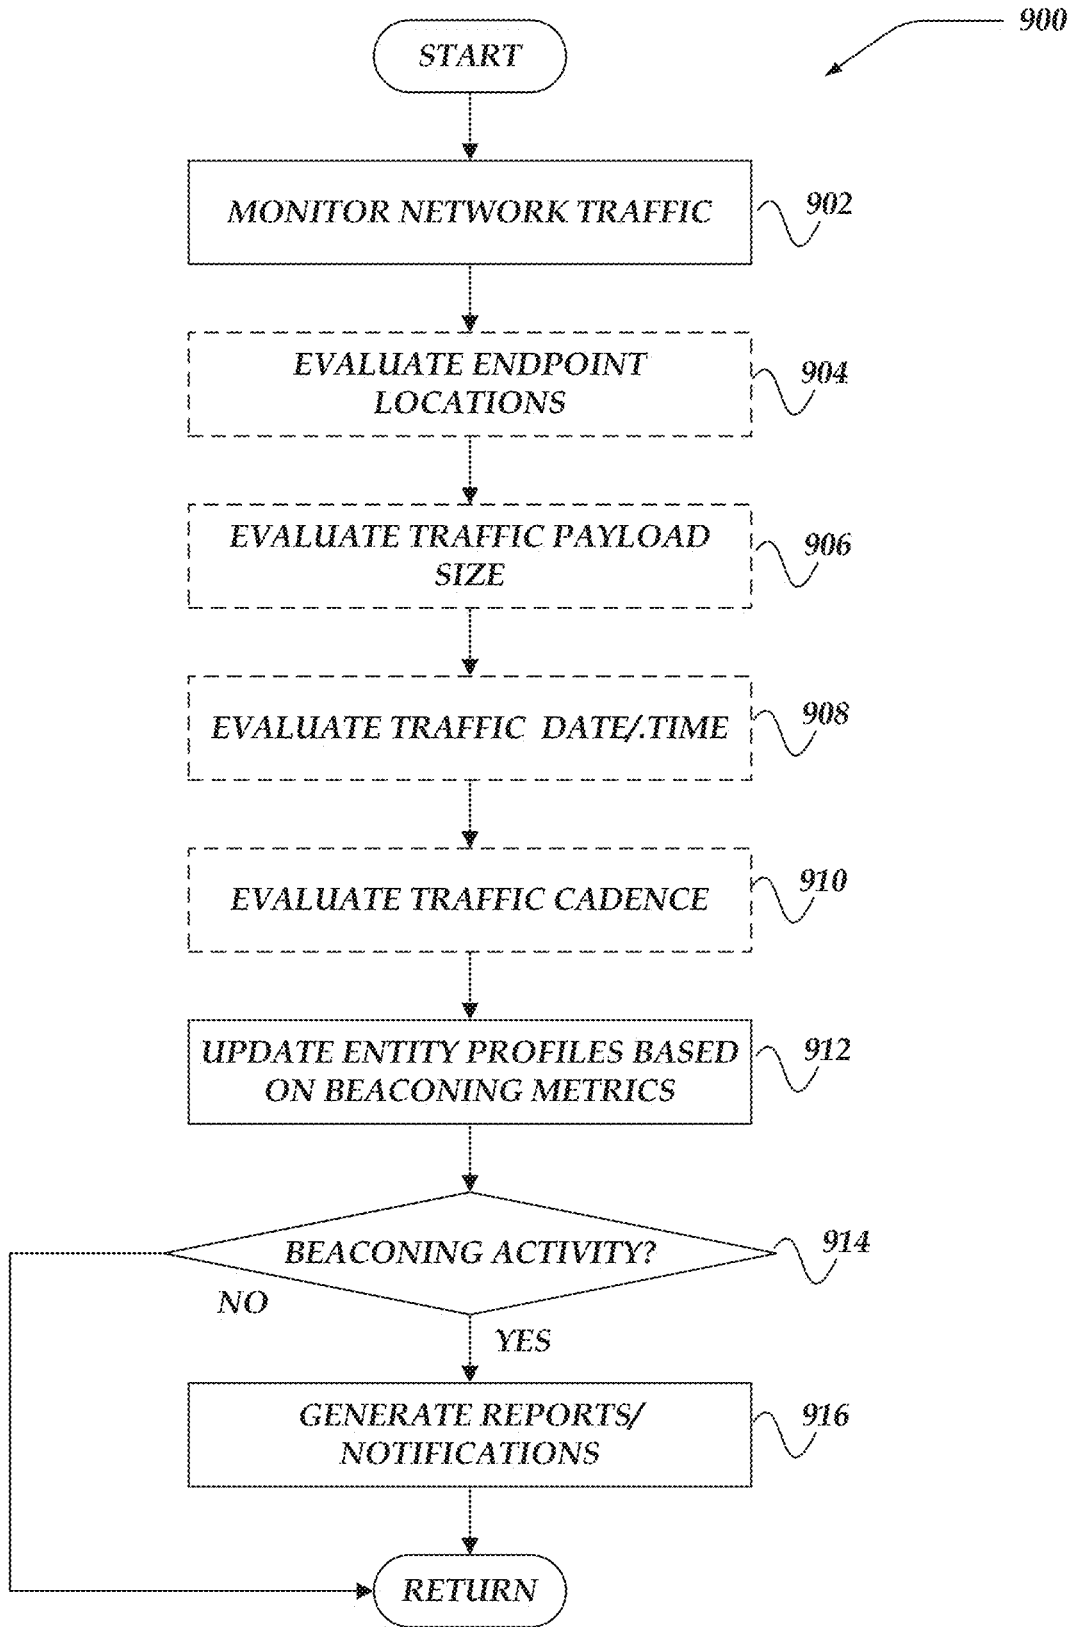 900
START
MONITOR NETWORK TRAFFIC
902
EVALUATE ENDPOINT
LOCATIONS
904
EVALUATE TRAFFIC PAYLOAD
SIZE
906
EVALUATE TRAFFIC DATE/.TIME
908
EVALUATE TRAFFIC CADENCE
910
UPDATE ENTITY PROFILES BASED
ON BEACONING METRICS
912
BEACONING ACTIVITY?
914
NO
YES
GENERATE REPORTS/
NOTIFICATIONS
916
RETURN